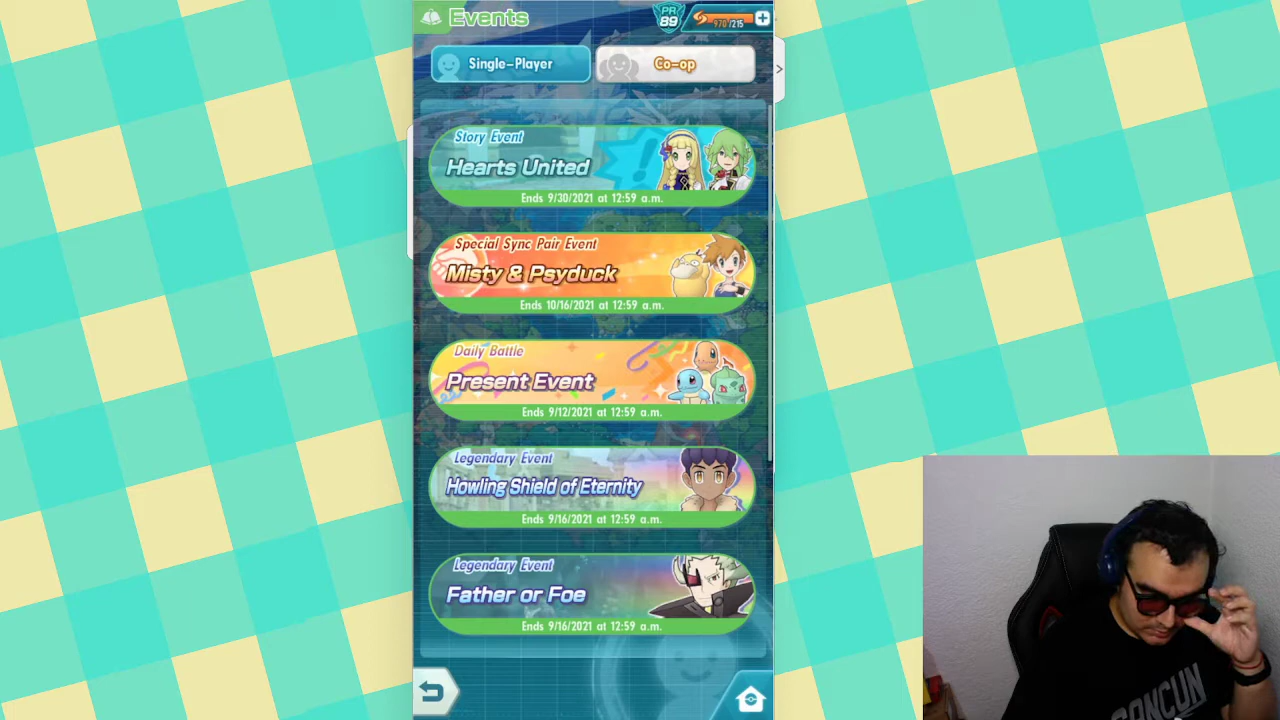 Events
PR
89
970/215
Single-Player
Co-op
Story Event
Hearts United
Ends 9/30/2021 at 12:59 a.m.
Special Sync Pair Event
Misty & Psyduck
Ends 10/16/2021 at 12:59 a.m.
Daily Battle
Present Event
Ends 9/12/2021 at 12:59 a.m.
Legendary Event
Howling Shield of Eternity
Ends 9/16/2021 at 12:59 a.m.
Legendary Event
Father or Foe
Ends 9/16/2021 at 12:59 a.m.